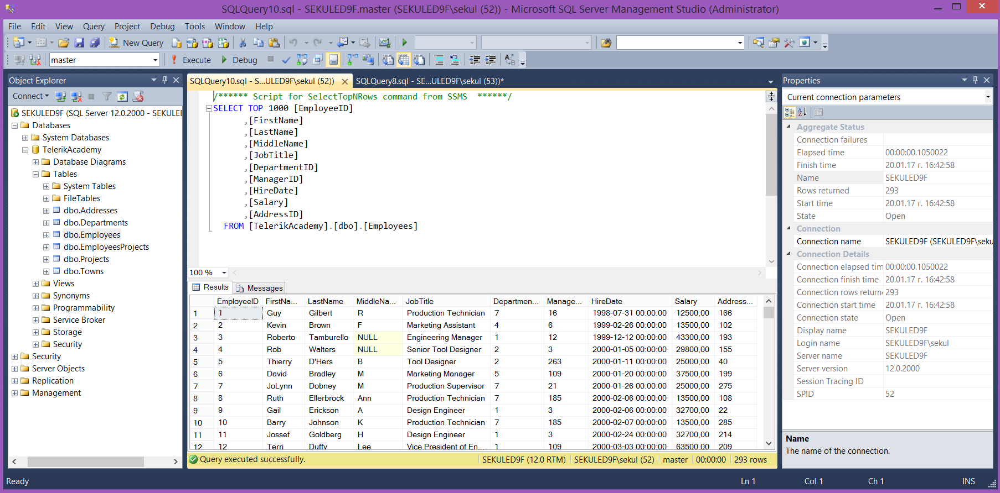 SQLQuery10.sql - SEKULED9F.master (SEKULED9F\sekul (52)) - Microsoft SQL Server Management Studio (Administrator)
File Edit View Query Project Debug Tools Window Help
New Query
master Execute Debug
Object Explorer
Connect
SEKULED9F (SQL Server 12.0.2000 - SEKULEI
Databases
System Databases
TelerikAcademy
Database Diagrams
Tables
System Tables
FileTables
dbo.Addresses
dbo.Departments
dbo.Employees
dbo.EmployeesProjects
dbo.Projects
dbo.Towns
Views
Synonyms
Programmability
Service Broker
Storage
Security
Security
Server Objects
Replication
Management
SQLQuery10.sql - S...ULED9F\sekul (52)) SQLQuery8.sql - SE...ULED9F\sekul (53))*
/****** Script for SelectTopNRows command from SSMS  ******/
SELECT TOP 1000 [EmployeeID]
,[FirstName]
,[LastName]
,[MiddleName]
,[JobTitle]
,[DepartmentID]
,[ManagerID]
,[HireDate]
,[Salary]
,[AddressID]
FROM [TelerikAcademy].[dbo].[Employees]
100 %
Results Messages
EmployeeID FirstNa... LastName MiddleNa... JobTitle Departmen... Manage... HireDate Salary Address...
1 1 Guy Gilbert R Production Technician 7 16 1998-07-31 00:00:00 12500,00 166
2 2 Kevin Brown F Marketing Assistant 4 6 1999-02-26 00:00:00 13500,00 102
3 3 Roberto Tamburello NULL Engineering Manager 1 12 1999-12-12 00:00:00 43300,00 193
4 4 Rob Walters NULL Senior Tool Designer 2 3 2000-01-05 00:00:00 29800,00 155
5 5 Thierry D'Hers B Tool Designer 2 263 2000-01-11 00:00:00 25000,00 40
6 6 David Bradley M Marketing Manager 5 109 2000-01-20 00:00:00 37500,00 199
7 7 JoLynn Dobney M Production Supervisor 7 21 2000-01-26 00:00:00 25000,00 275
8 8 Ruth Ellerbrock Ann Production Technician 7 185 2000-02-06 00:00:00 13500,00 108
9 9 Gail Erickson A Design Engineer 1 3 2000-02-06 00:00:00 32700,00 22
10 10 Barry Johnson K Production Technician 7 185 2000-02-07 00:00:00 13500,00 285
11 11 Jossef Goldberg H Design Engineer 1 3 2000-02-24 00:00:00 32700,00 214
12 12 Terri Duffy Lee Vice President of En... 1 109 2000-03-03 00:00:00 63500,00 209
Query executed successfully. SEKULED9F (12.0 RTM) SEKULED9F\sekul (52) master 00:00:00 293 rows
Properties
Current connection parameters
Aggregate Status
Connection failures
Elapsed time 00:00:00.1050022
Finish time 20.01.17 г. 16:42:58
Name SEKULED9F
Rows returned 293
Start time 20.01.17 г. 16:42:58
State Open
Connection
Connection name SEKULED9F (SEKULED9F\seku
Connection Details
Connection elapsed tim 00:00:00.1050022
Connection finish time 20.01.17 г. 16:42:58
Connection rows return 293
Connection start time 20.01.17 г. 16:42:58
Connection state Open
Display name SEKULED9F
Login name SEKULED9F\sekul
Server name SEKULED9F
Server version 12.0.2000
Session Tracing ID
SPID 52
Name
The name of the connection.
Ready Ln 1 Col 1 Ch 1 INS